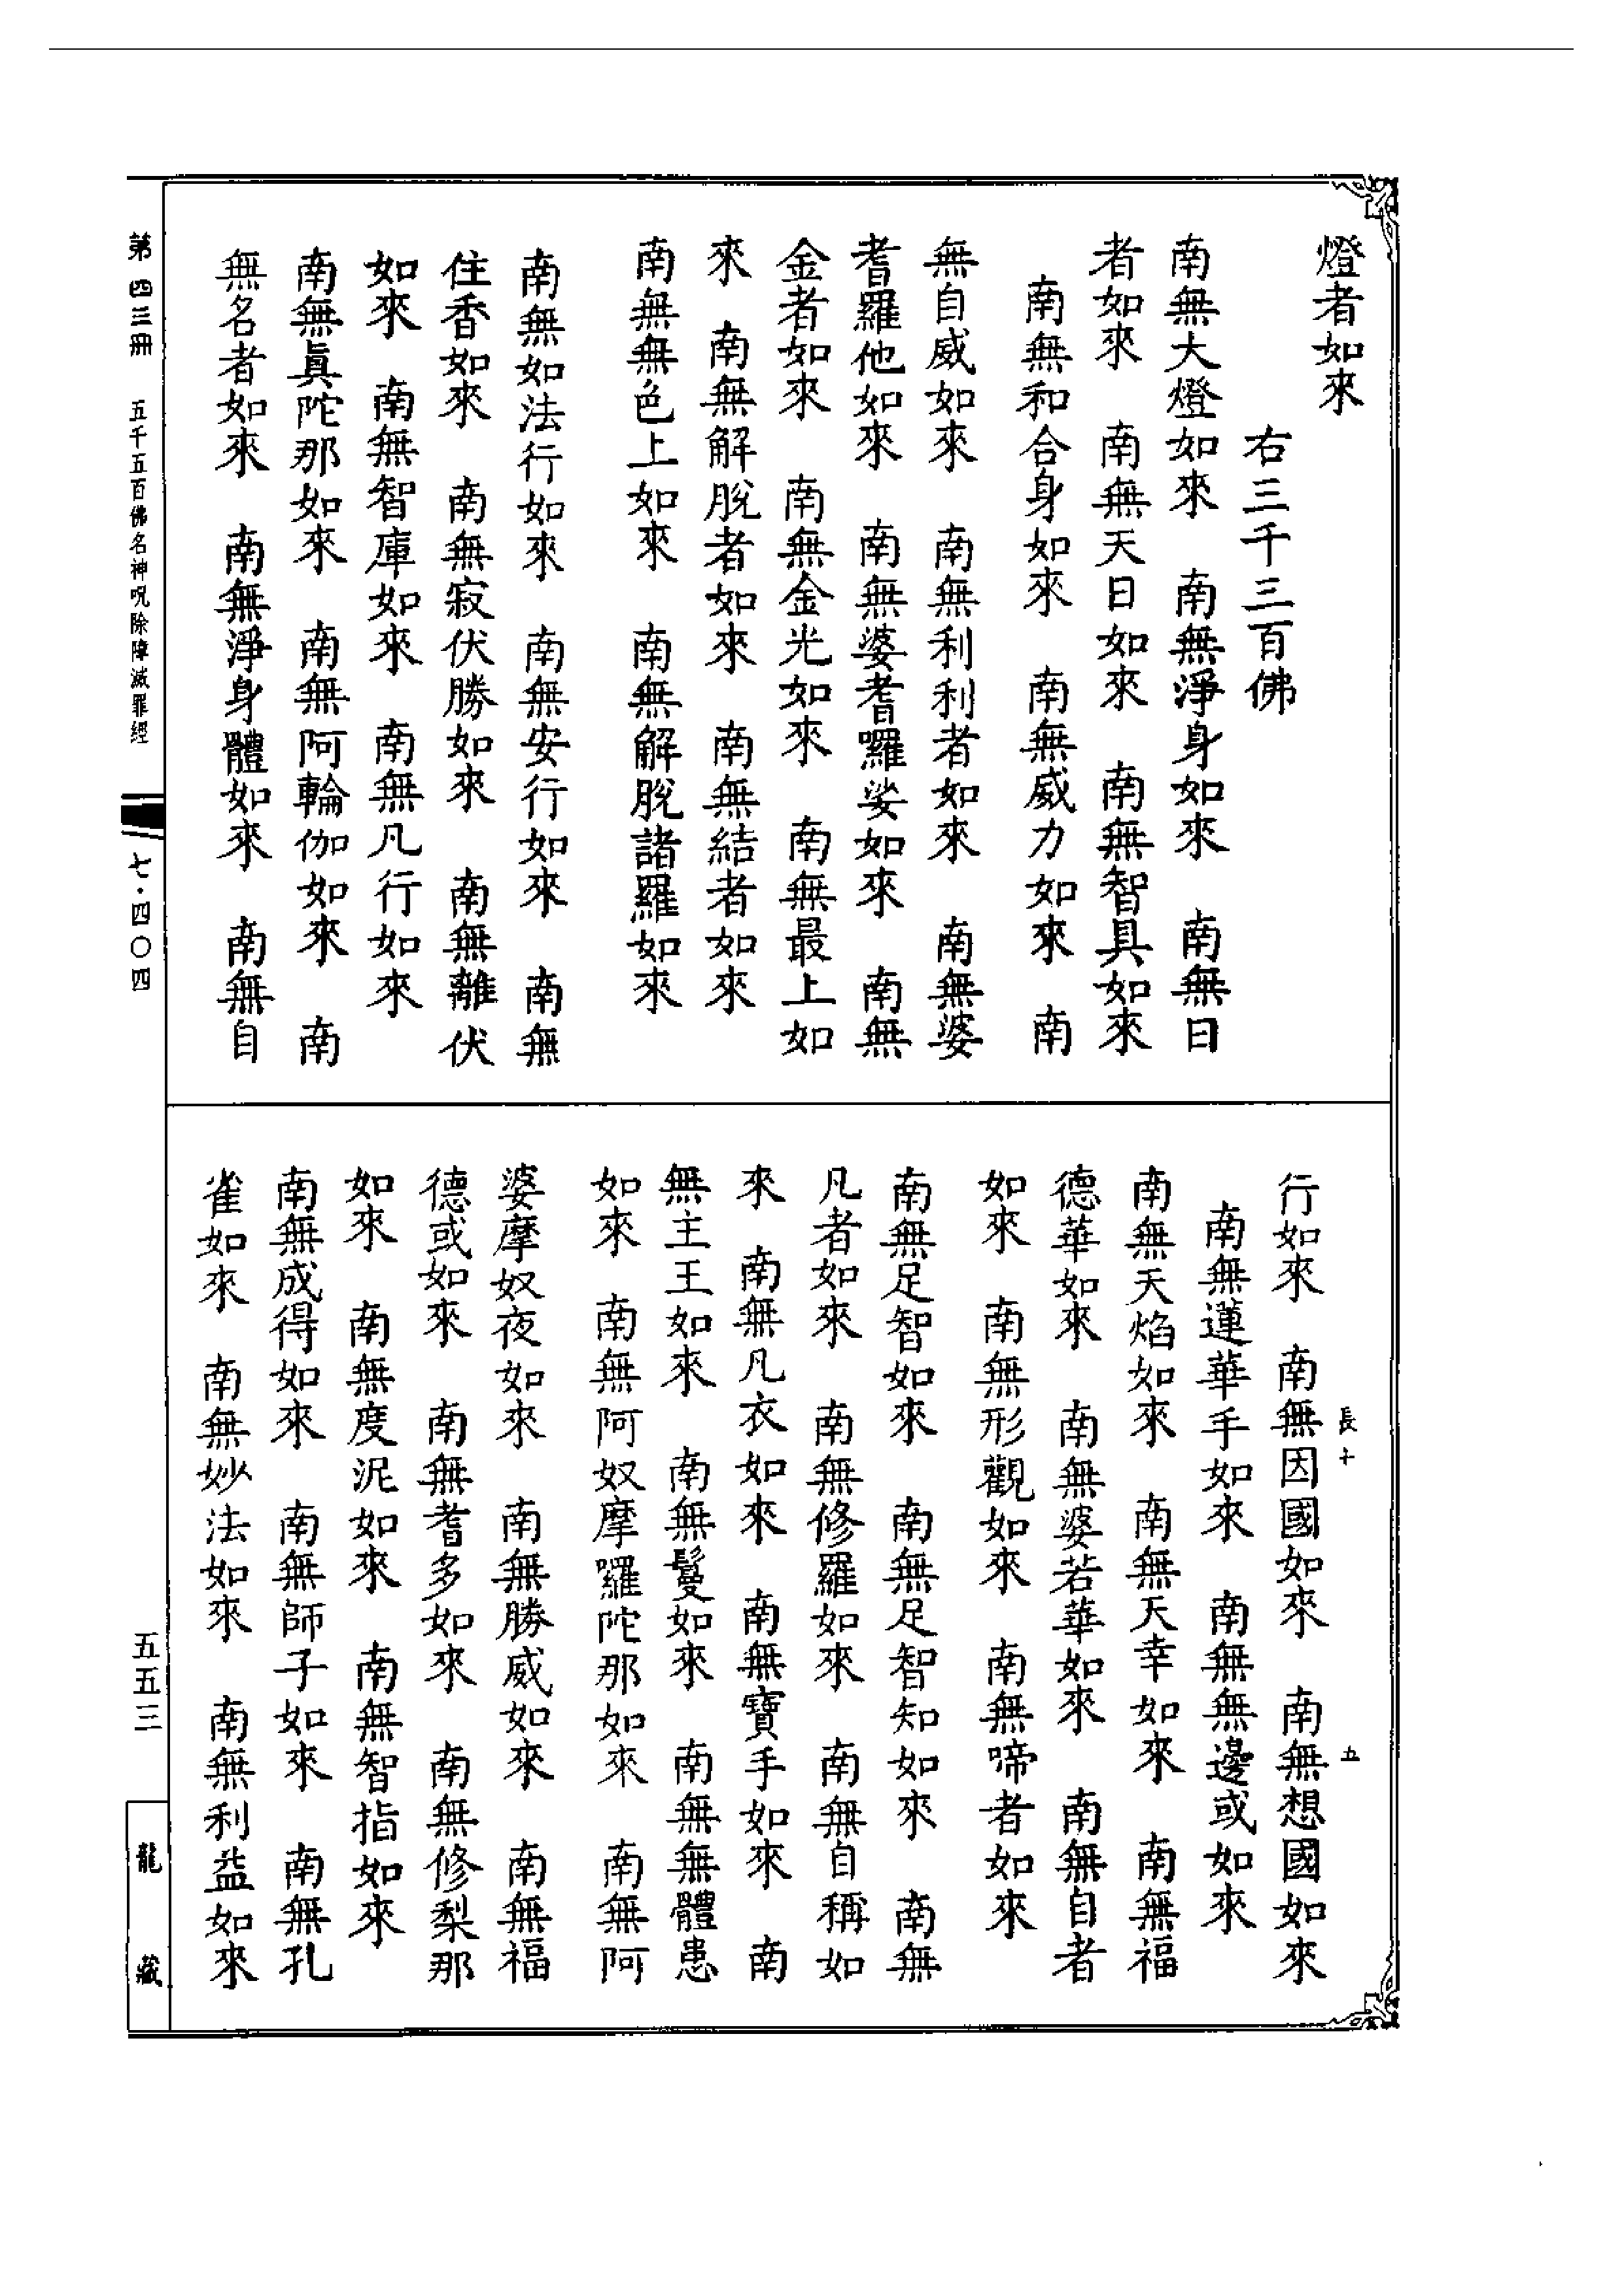 燈者如來
右三千三百佛
南無大燈如來　南無淨身如來　南無日
者如來　南無天日如來　南無智具如來
南無和合身如來　南無威力如來　南
無自威如來　南無利利者如來　南無婆
耆羅他如來　南無婆耆囉娑如來　南無
金者如來　南無金光如來　南無最上如
來　南無解脫者如來　南無結者如來
南無無色上如來　南無解脫諸羅如來
南無如法行如來　南無安行如來　南無
住香如來　南無寂伏勝如來　南無離伏
如來　南無智庫如來　南無凡行如來
南無眞陀那如來　南無阿輪伽如來　南
無名者如來　南無淨身體如來　南無自
行如來　南無因國如來　南無想國如來
南無蓮華手如來　南無無邊或如來
南無天焰如來　南無天幸如來　南無福
德華如來　南無婆若華如來　南無自者
如來　南無形觀如來　南無啼者如來
南無足智如來　南無足智知如來　南無
凡者如來　南無修羅如來　南無自稱如
來　南無凡衣如來　南無寶手如來　南
無主王如來　南無鬘如來　南無無體患
如來　南無阿奴摩囉陀那如來　南無阿
婆摩奴夜如來　南無勝威如來　南無福
德或如來　南無耆多如來　南無修梨那
如來　南無度泥如來　南無智指如來
南無成得如來　南無師子如來　南無孔
雀如來　南無妙法如來　南無利益如來
長十　五
第四三冊　五千五百佛名神呪除障滅罪經
七·四〇四
五五三
龍藏